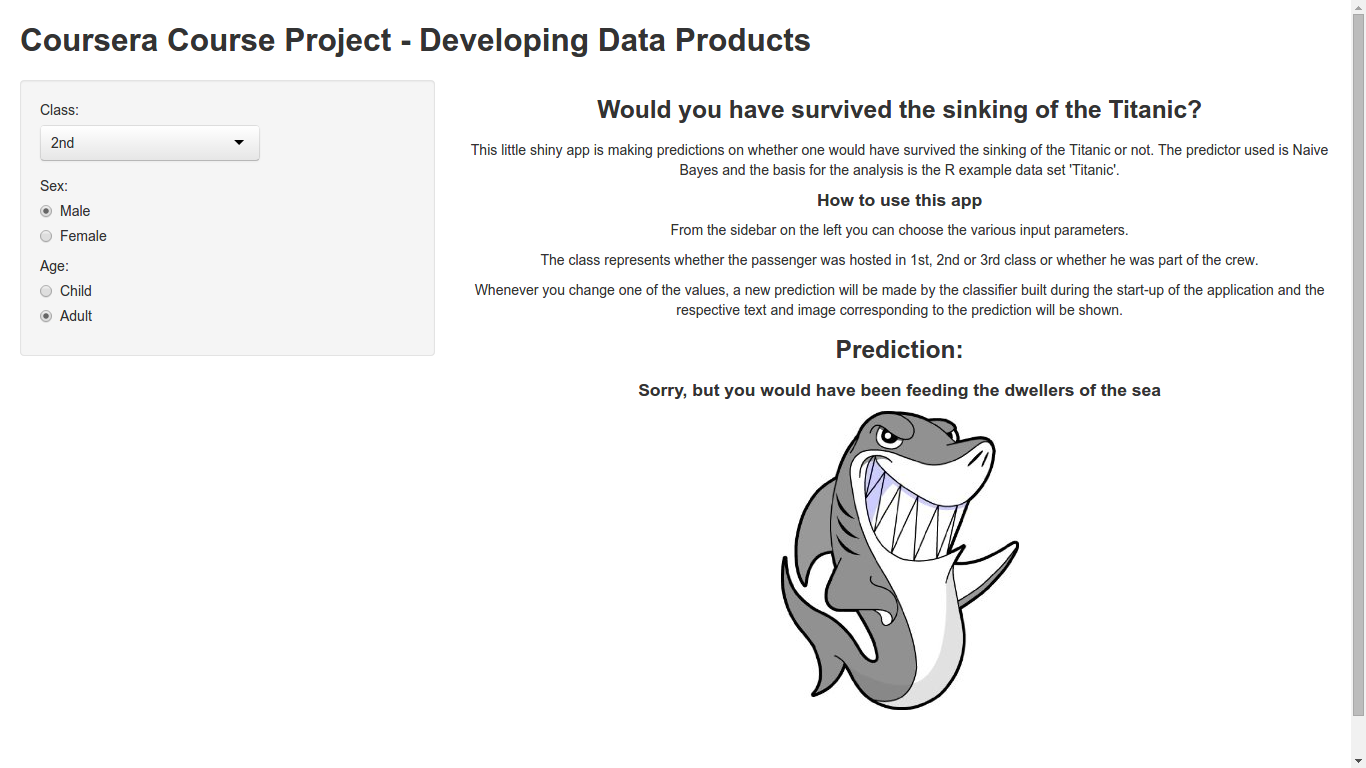 Coursera Course Project - Developing Data Products
Class:
2nd
Sex:
Male
Female
Age:
Child
Adult
Would you have survived the sinking of the Titanic?
This little shiny app is making predictions on whether one would have survived the sinking of the Titanic or not. The predictor used is Naive
Bayes and the basis for the analysis is the R example data set 'Titanic'.
How to use this app
From the sidebar on the left you can choose the various input parameters.
The class represents whether the passenger was hosted in 1st, 2nd or 3rd class or whether he was part of the crew.
Whenever you change one of the values, a new prediction will be made by the classifier built during the start-up of the application and the
respective text and image corresponding to the prediction will be shown.
Prediction:
Sorry, but you would have been feeding the dwellers of the sea